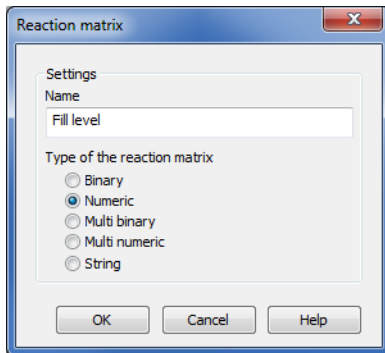 Reaction matrix
Settings
Name
Fill level
Type of the reaction matrix
Binary
Numeric
Multi binary
Multi numeric
String
OK Cancel Help